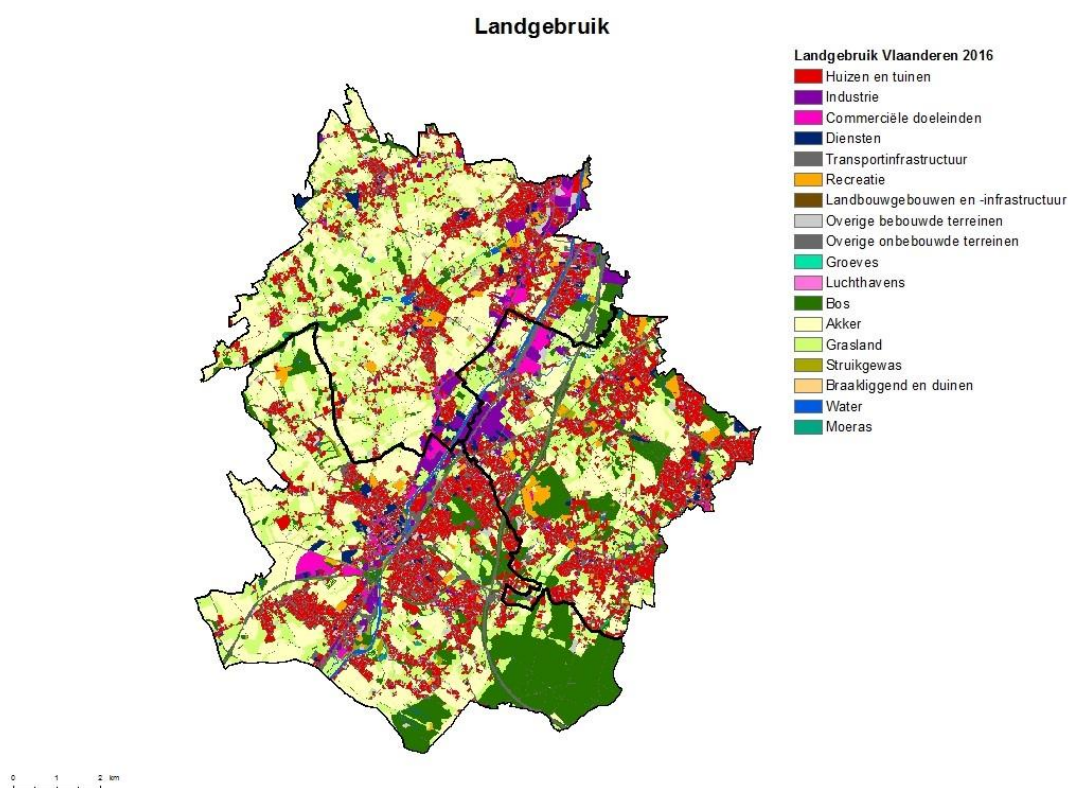 Landgebruik
Landgebruik Vlaanderen 2016
Huizen en tuinen
Industrie
Commerciële doeleinden
Diensten
Transportinfrastructuur
Recreatie
Landbouwgebouwen en -infrastructuur
Overige bebouwde terreinen
Overige onbebouwde terreinen
Groeves
Luchthavens
Bos
Akker
Grasland
Struikgewas
Braakliggend en duinen
Water
Moeras
0 1 2 km